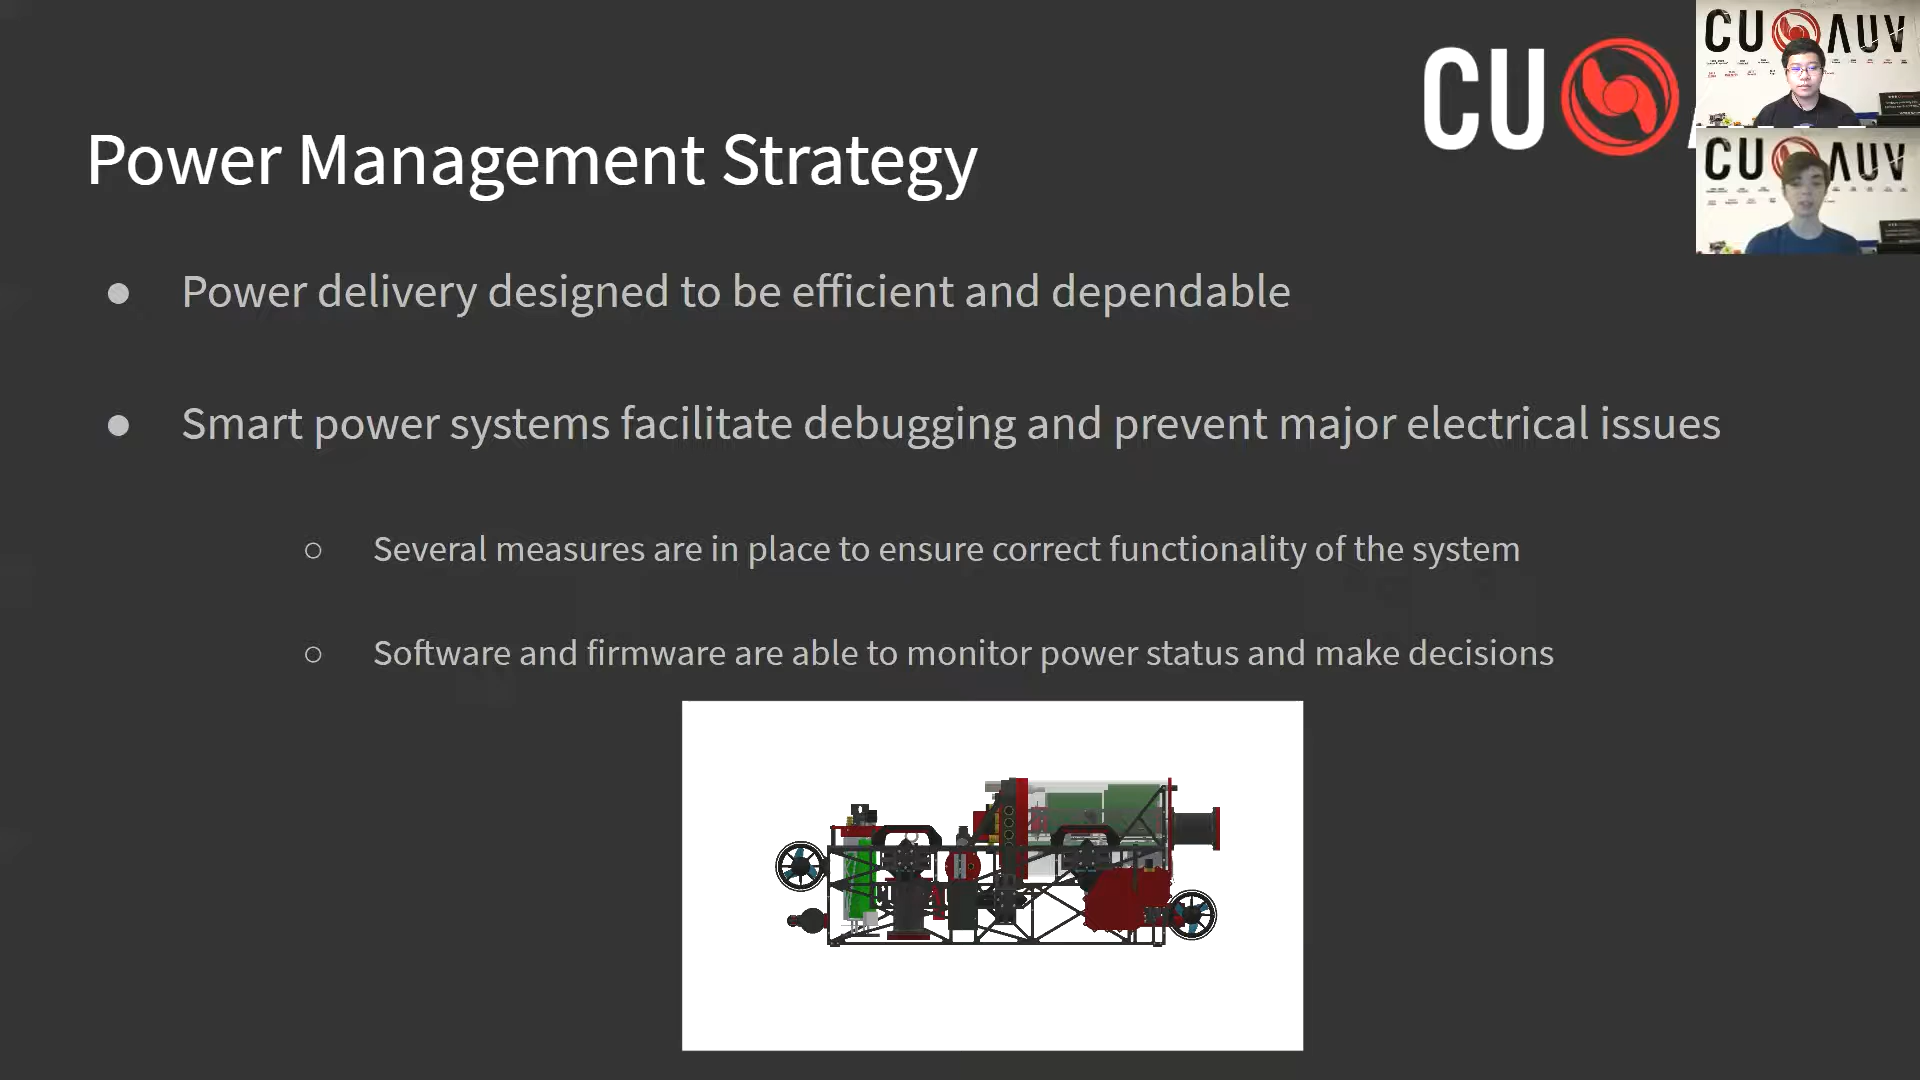 CU
Power Management Strategy
● Power delivery designed to be efficient and dependable
● Smart power systems facilitate debugging and prevent major electrical issues
○ Several measures are in place to ensure correct functionality of the system
○ Software and firmware are able to monitor power status and make decisions
CU AUV
CU AUV